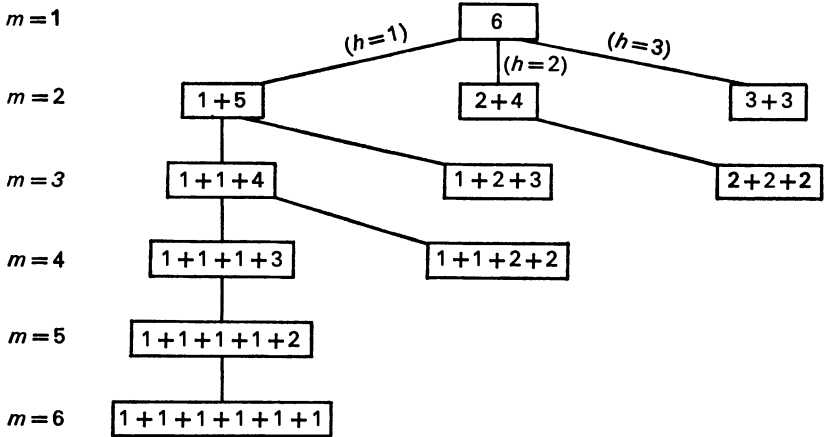 m=1 6
(h=1) (h=2) (h=3)
m=2 1+5 2+4 3+3
m=3 1+1+4 1+2+3 2+2+2
m=4 1+1+1+3 1+1+2+2
m=5 1+1+1+1+2
m=6 1+1+1+1+1+1